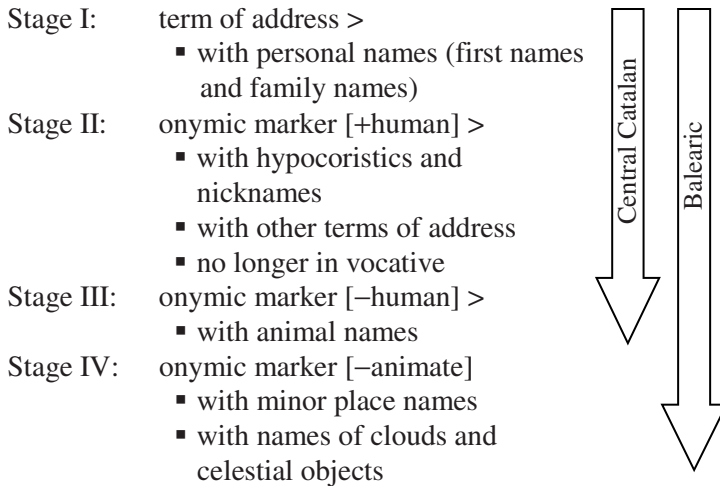 Stage I: term of address >
▪ with personal names (first names
and family names)
Stage II: onymic marker [+human] >
▪ with hypocoristics and
nicknames
▪ with other terms of address
▪ no longer in vocative
Stage III: onymic marker [−human] >
▪ with animal names
Stage IV: onymic marker [−animate]
▪ with minor place names
▪ with names of clouds and
celestial objects
Central Catalan
Balearic